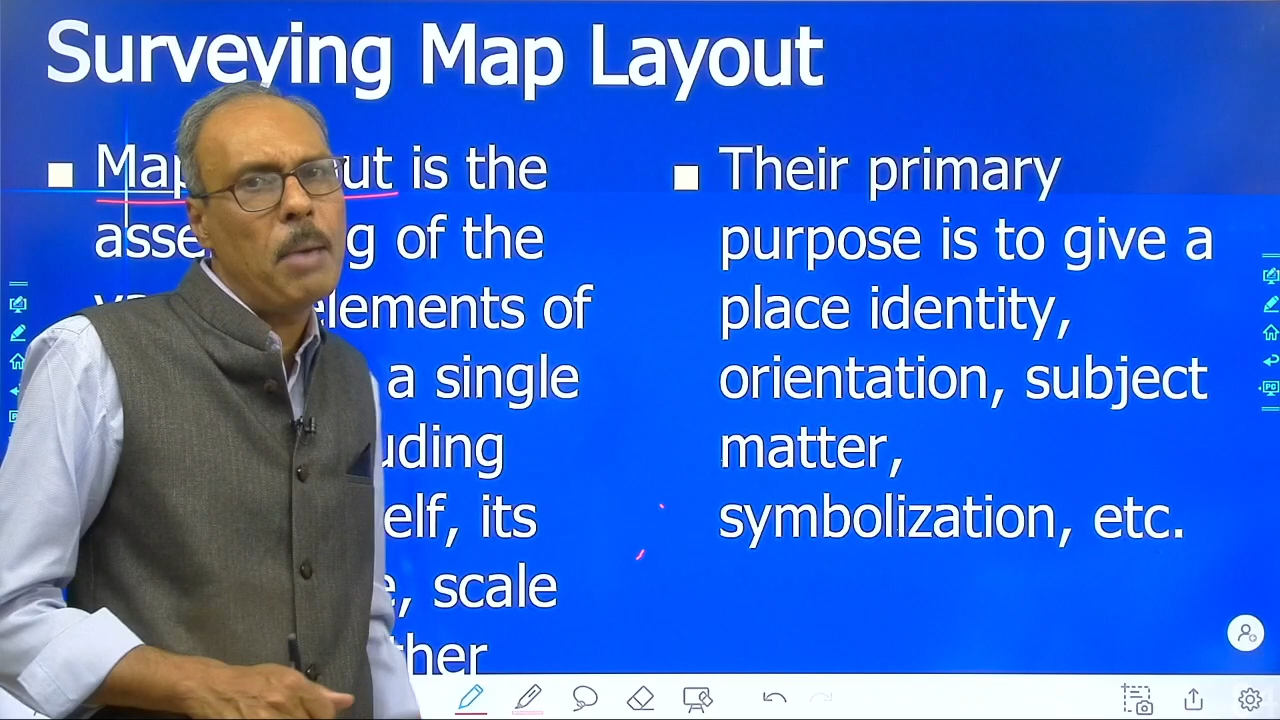 Surveying Map Layout
Map ut is the
asse g of the
elements of
a single
uding
elf, its
, scale
ther
Their primary
purpose is to give a
place identity,
orientation, subject
matter,
symbolization, etc.